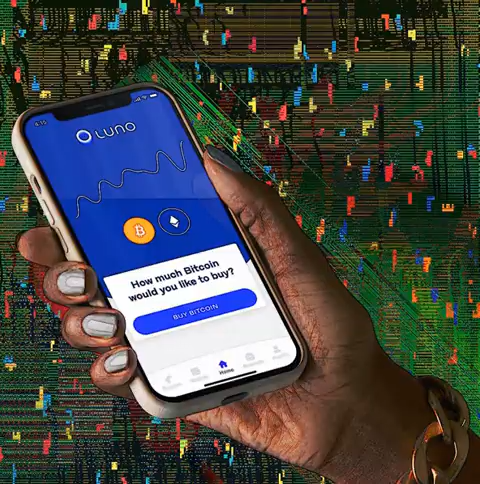 LUNO
How much Bitcoin
would you like to buy?
BUY BITCOIN
Home